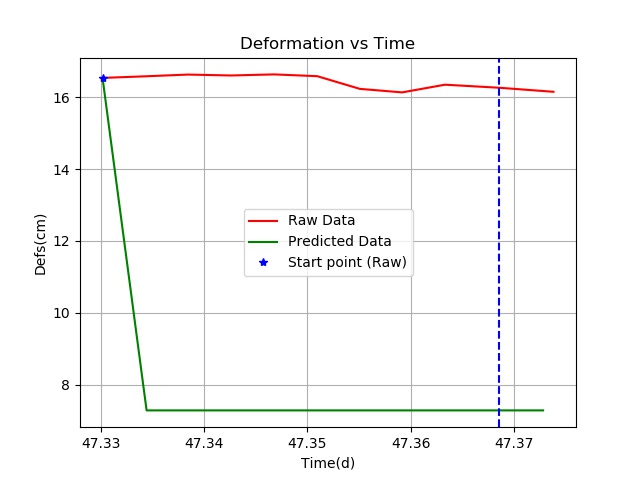 Deformation vs Time
Defs(cm)
16
14
12
10
8
Raw Data
Predicted Data
Start point (Raw)
47.33 47.34 47.35 47.36 47.37
Time(d)